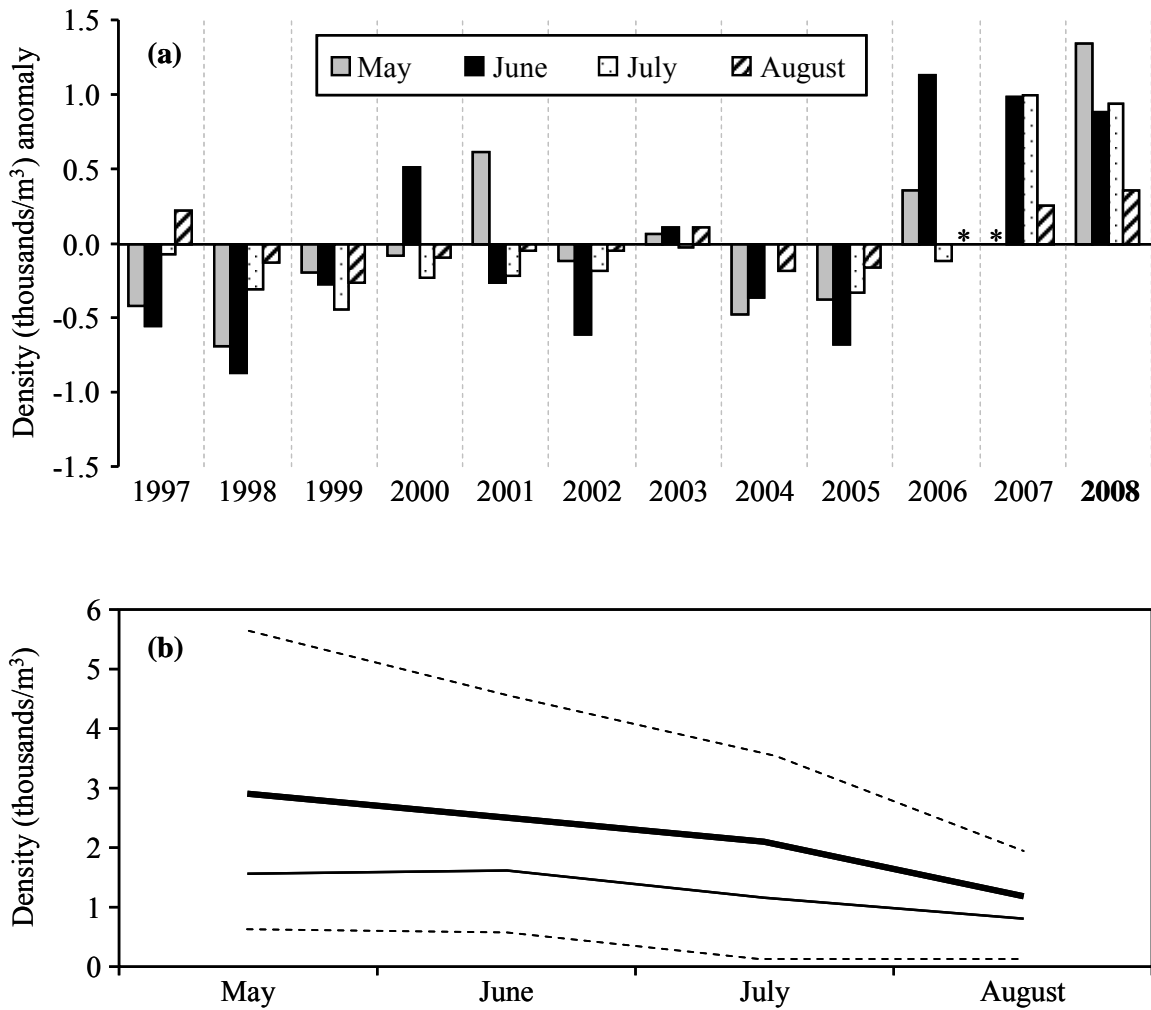 (a)
May June July August
Density (thousands/m³) anomaly
1.5
1.0
0.5
0.0
-0.5
-1.0
-1.5
* *
1997 1998 1999 2000 2001 2002 2003 2004 2005 2006 2007 2008
(b)
Density (thousands/m³)
6
5
4
3
2
1
0
May June July August